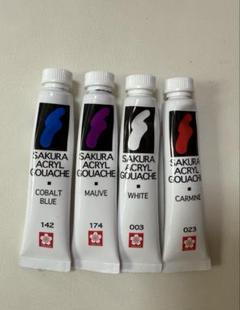 SAKURA
ACRYL
GOUACHE
COBALT
BLUE
142
SAKURA
ACRYL
GOUACHE
MAUVE
174
SAKURA
ACRYL
GOUACHE
WHITE
003
SAKURA
ACRYL
GOUACHE
CARMINE
023